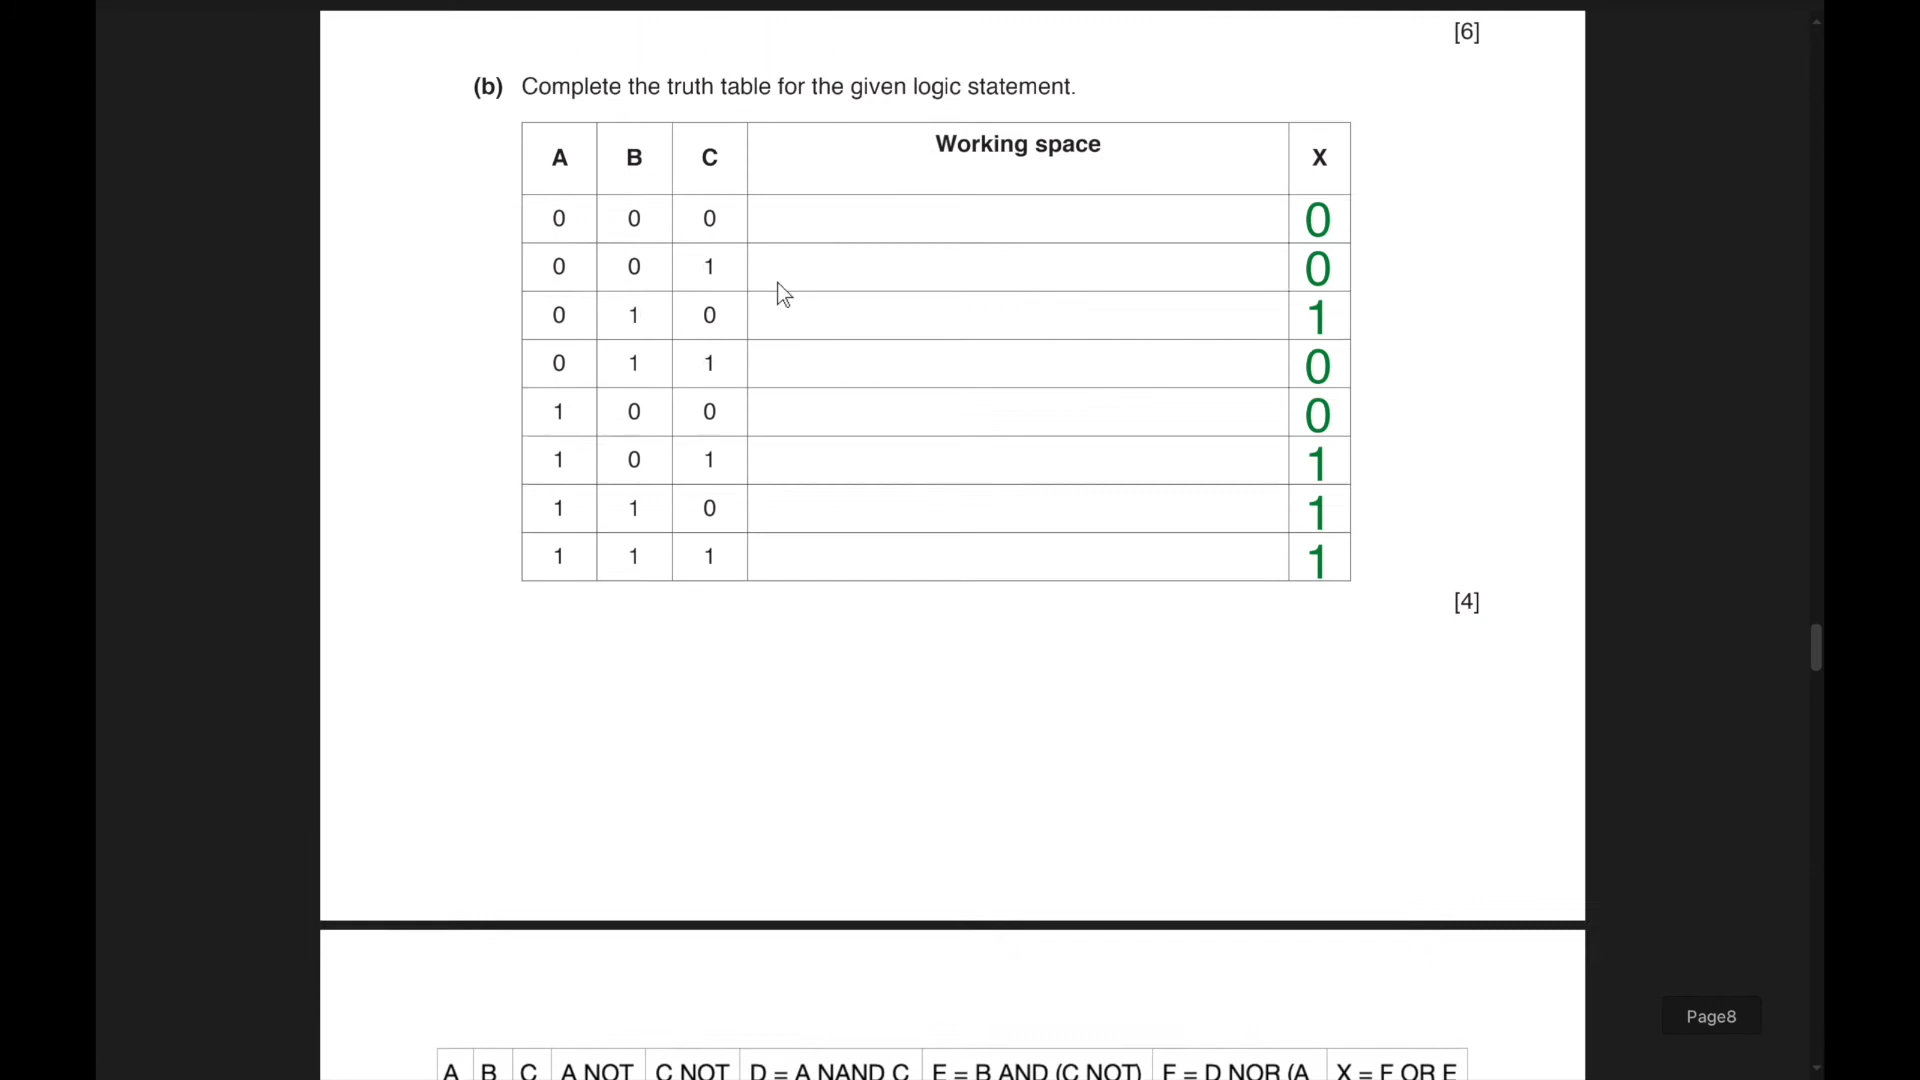 [6]
(b) Complete the truth table for the given logic statement.
A B C Working space X
0 0 0 0
0 0 1 0
0 1 0 1
0 1 1 0
1 0 0 0
1 0 1 1
1 1 0 1
1 1 1 1
[4]
Page8
A B C A NOT C NOT D = A NAND C E = B AND (C NOT) F = D NOR (A X = F OR E